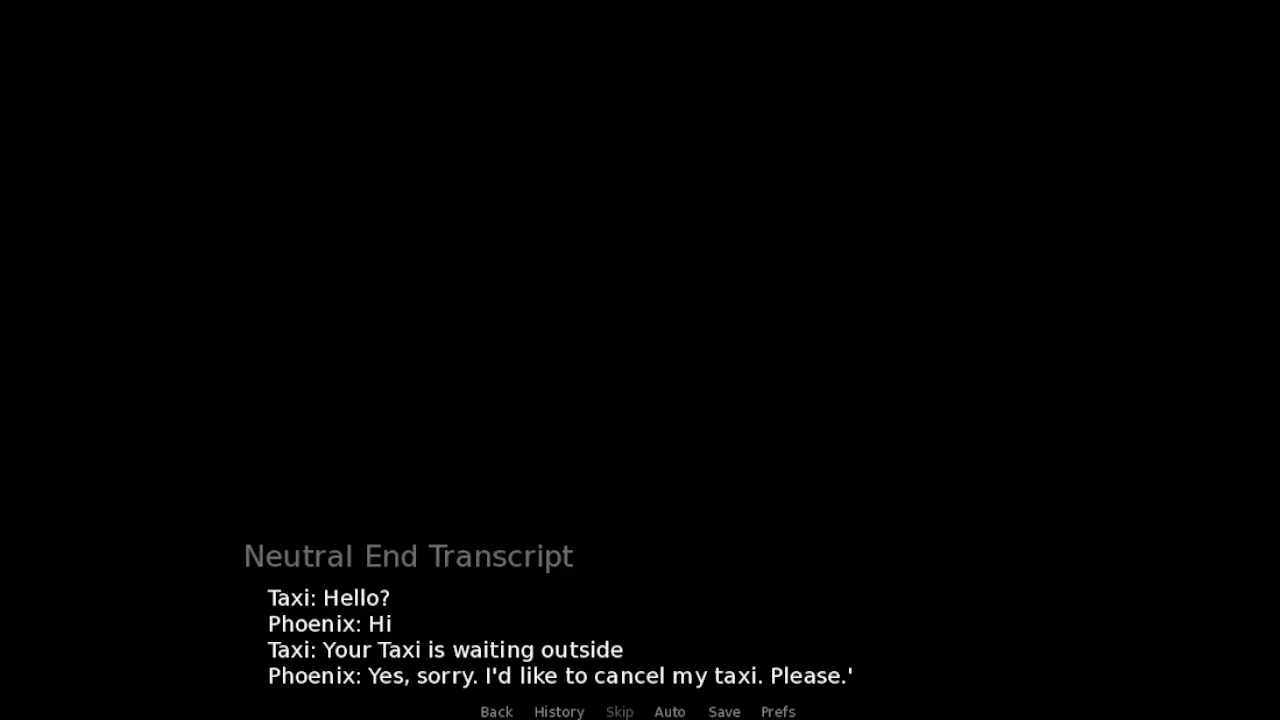 Neutral End Transcript
Taxi: Hello?
Phoenix: Hi
Taxi: Your Taxi is waiting outside
Phoenix: Yes, sorry. I'd like to cancel my taxi. Please.'
Back History Skip Auto Save Prefs